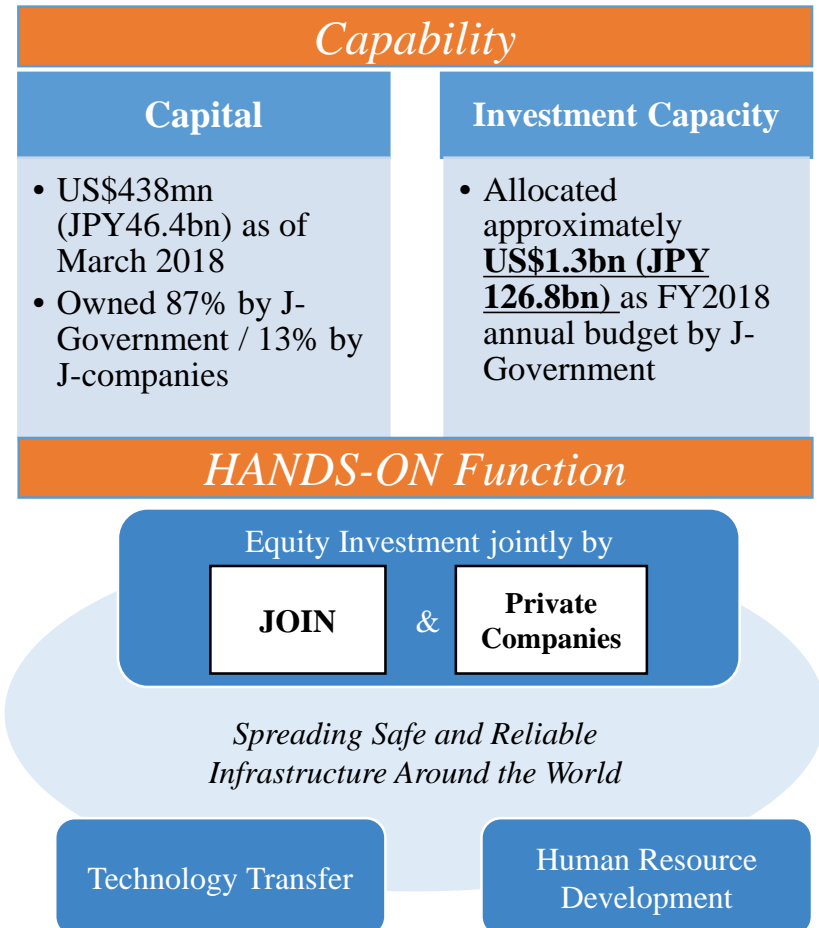 Capability
Capital
• US$438mn
(JPY46.4bn) as of
March 2018
• Owned 87% by J-
Government / 13% by
J-companies
Investment Capacity
• Allocated
approximately
US$1.3bn (JPY
126.8bn) as FY2018
annual budget by J-
Government
HANDS-ON Function
Equity Investment jointly by
JOIN
&
Private
Companies
Spreading Safe and Reliable
Infrastructure Around the World
Technology Transfer
Human Resource
Development